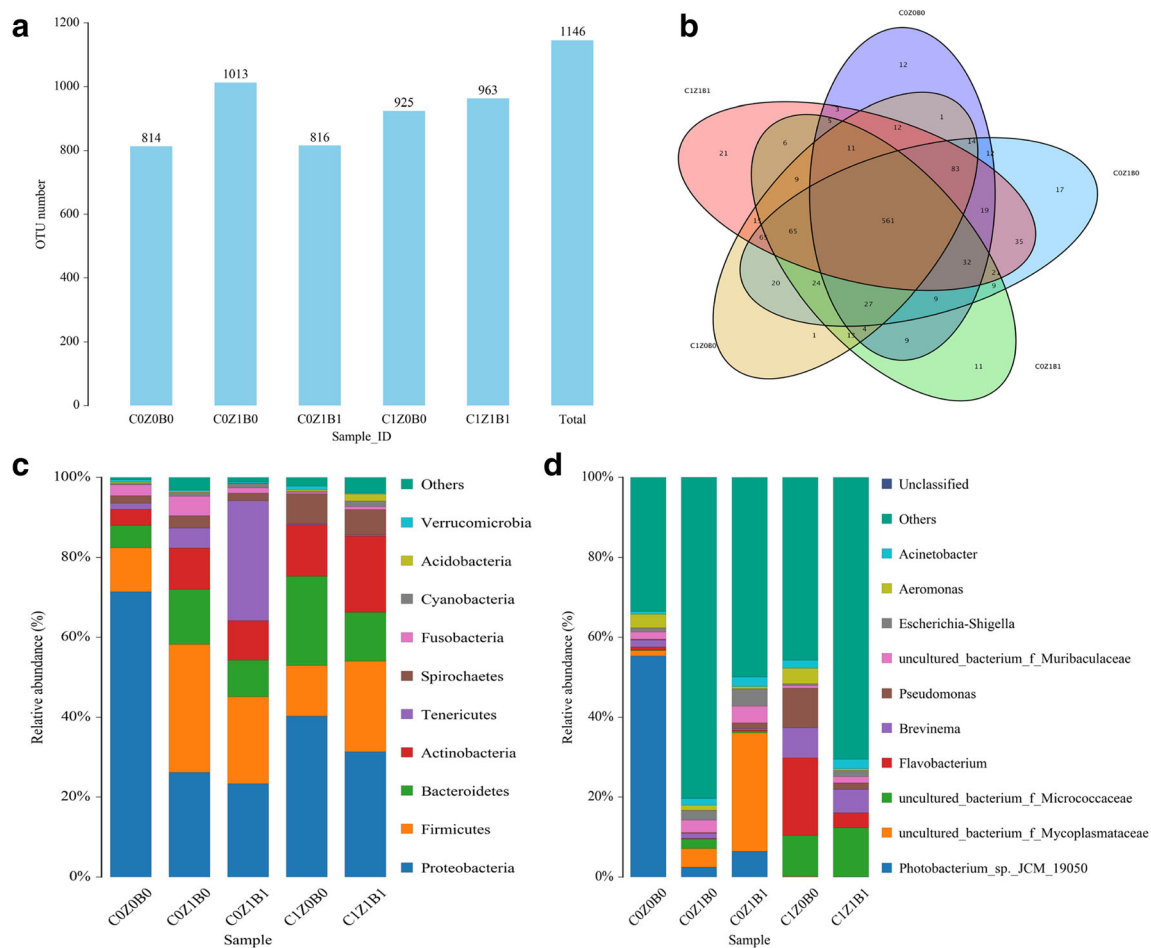 a
1200
1000
800
600
400
200
0
OTU number
814
1013
816
925
963
1146
C0Z0B0
C0Z1B0
C0Z1B1
C1Z0B0
C1Z1B1
Total
Sample_ID
b
C0Z0B0
C1Z1B1
C0Z1B0
C1Z0B0
C0Z1B1
12
3
5
12
1
14
12
21
6
11
83
17
9
19
561
35
65
32
20
24
9
9
27
4
1
9
11
c
100%
80%
60%
40%
20%
0%
Relative abundance (%)
C0Z0B0
C0Z1B0
C0Z1B1
C1Z0B0
C1Z1B1
Sample
Others
Verrucomicrobia
Acidobacteria
Cyanobacteria
Fusobacteria
Spirochaetes
Tenericutes
Actinobacteria
Bacteroidetes
Firmicutes
Proteobacteria
d
100%
80%
60%
40%
20%
0%
Relative abundance (%)
C0Z0B0
C0Z1B0
C0Z1B1
C1Z0B0
C1Z1B1
Sample
Unclassified
Others
Acinetobacter
Aeromonas
Escherichia-Shigella
uncultured_bacterium_f_Muribaculaceae
Pseudomonas
Brevinema
Flavobacterium
uncultured_bacterium_f_Micrococcaceae
uncultured_bacterium_f_Mycoplasmataceae
Photobacterium_sp._JCM_19050